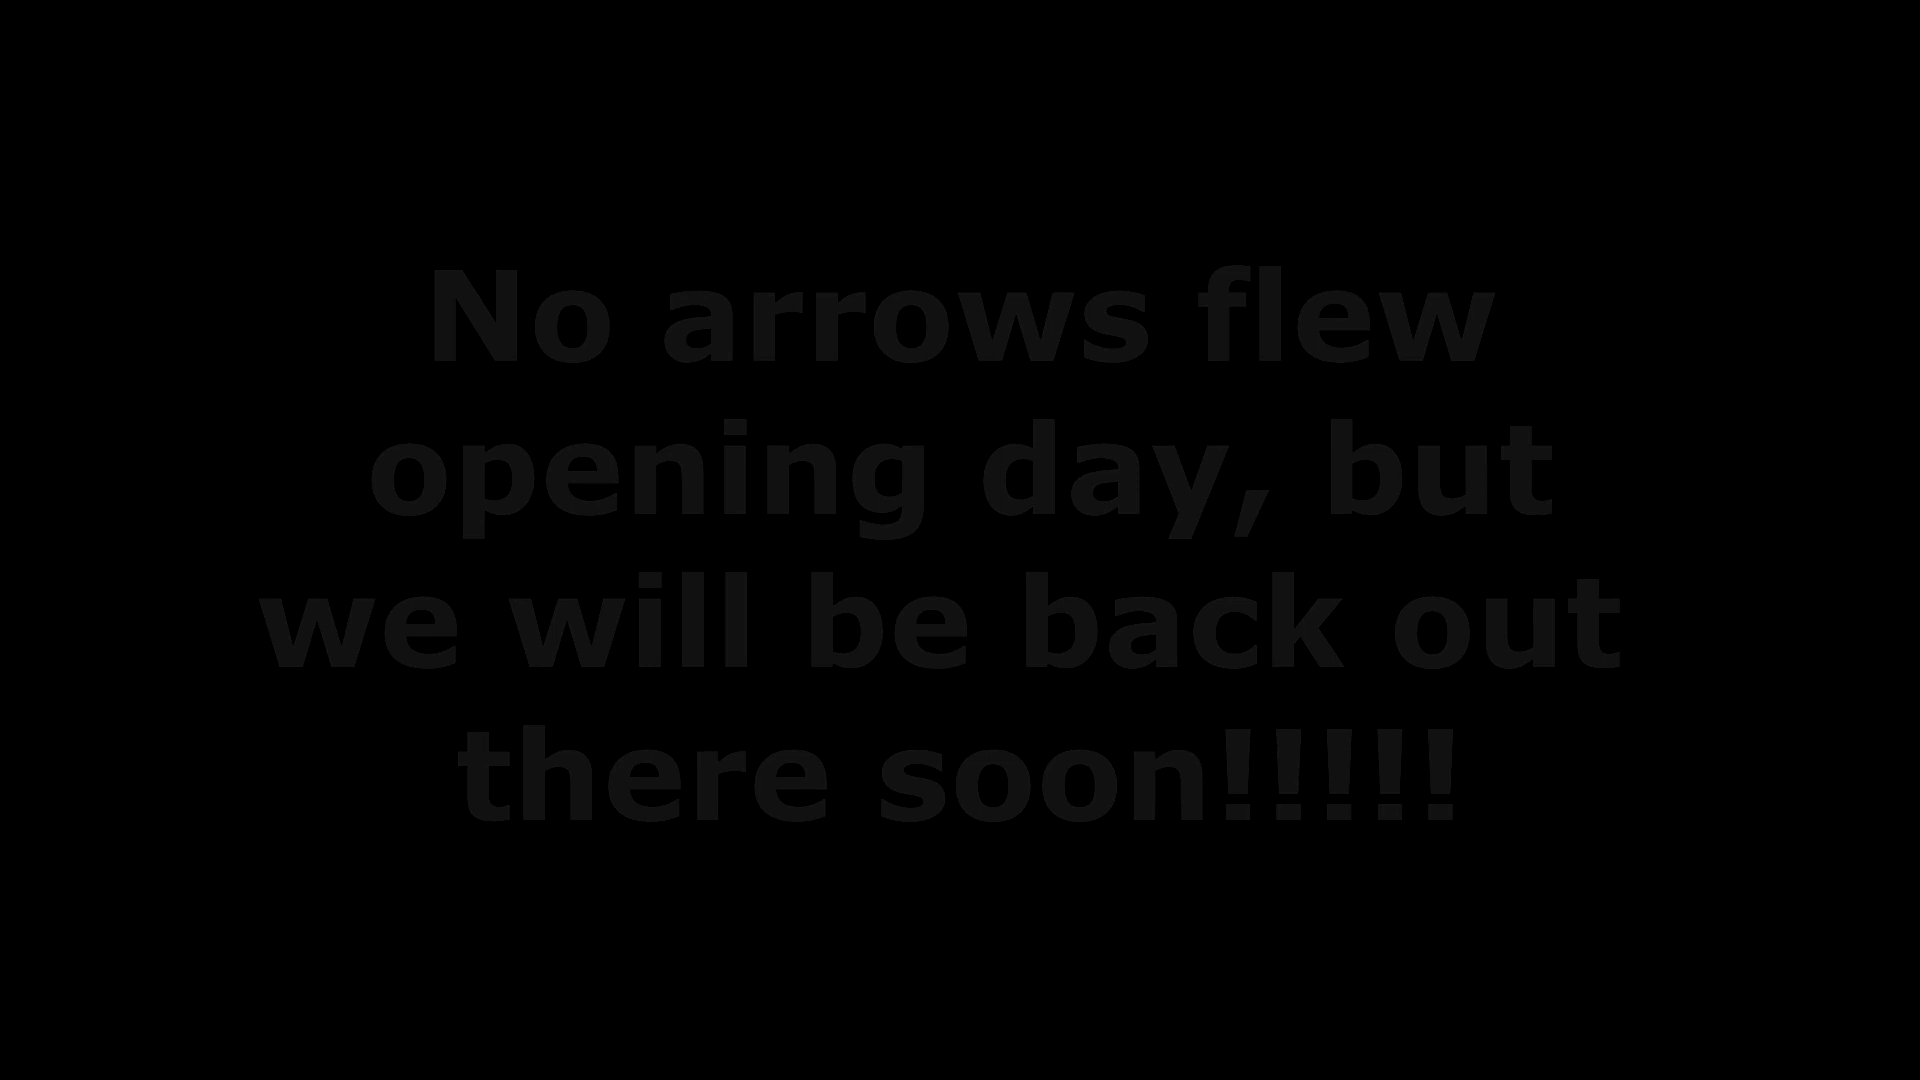 No arrows flew
opening day, but
we will be back out
there soon!!!!!